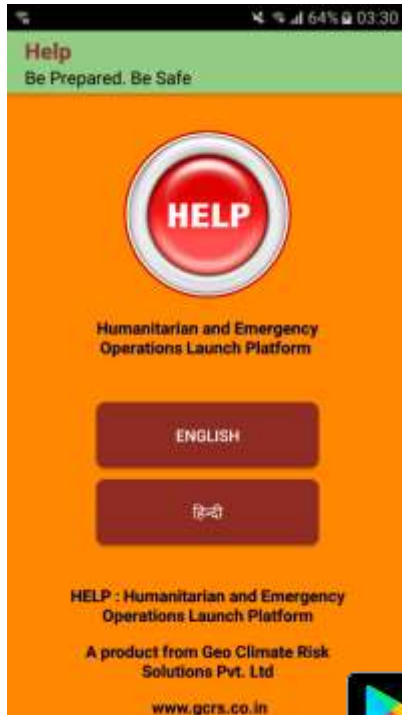 64% 03:30
Help
Be Prepared. Be Safe
HELP
Humanitarian and Emergency
Operations Launch Platform
ENGLISH
हिन्दी
HELP : Humanitarian and Emergency
Operations Launch Platform
A product from Geo Climate Risk
Solutions Pvt. Ltd
www.gcrs.co.in